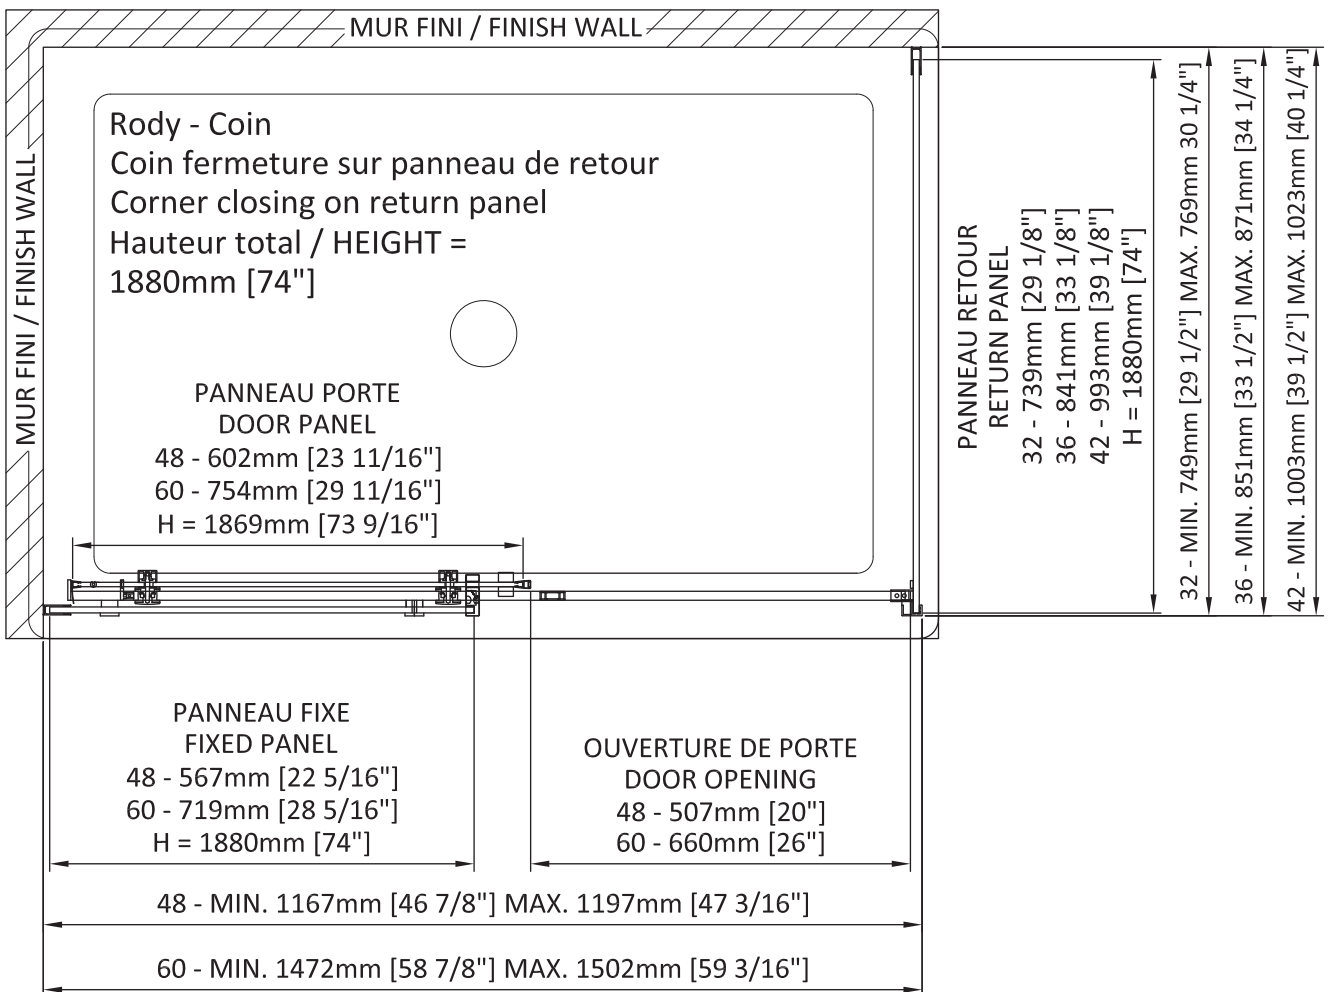 MUR FINI / FINISH WALL
MUR FINI / FINISH WALL
Rody - Coin
Coin fermeture sur panneau de retour
Corner closing on return panel
Hauteur total / HEIGHT =
1880mm [74"]
PANNEAU PORTE
DOOR PANEL
48 - 602mm [23 11/16"]
60 - 754mm [29 11/16"]
H = 1869mm [73 9/16"]
PANNEAU RETOUR
RETURN PANEL
32 - 739mm [29 1/8"]
36 - 841mm [33 1/8"]
42 - 993mm [39 1/8"]
H = 1880mm [74"]
32 - MIN. 749mm [29 1/2"] MAX. 769mm 30 1/4"]
36 - MIN. 851mm [33 1/2"] MAX. 871mm [34 1/4"]
42 - MIN. 1003mm [39 1/2"] MAX. 1023mm [40 1/4"]
PANNEAU FIXE
FIXED PANEL
48 - 567mm [22 5/16"]
60 - 719mm [28 5/16"]
H = 1880mm [74"]
OUVERTURE DE PORTE
DOOR OPENING
48 - 507mm [20"]
60 - 660mm [26"]
48 - MIN. 1167mm [46 7/8"] MAX. 1197mm [47 3/16"]
60 - MIN. 1472mm [58 7/8"] MAX. 1502mm [59 3/16"]